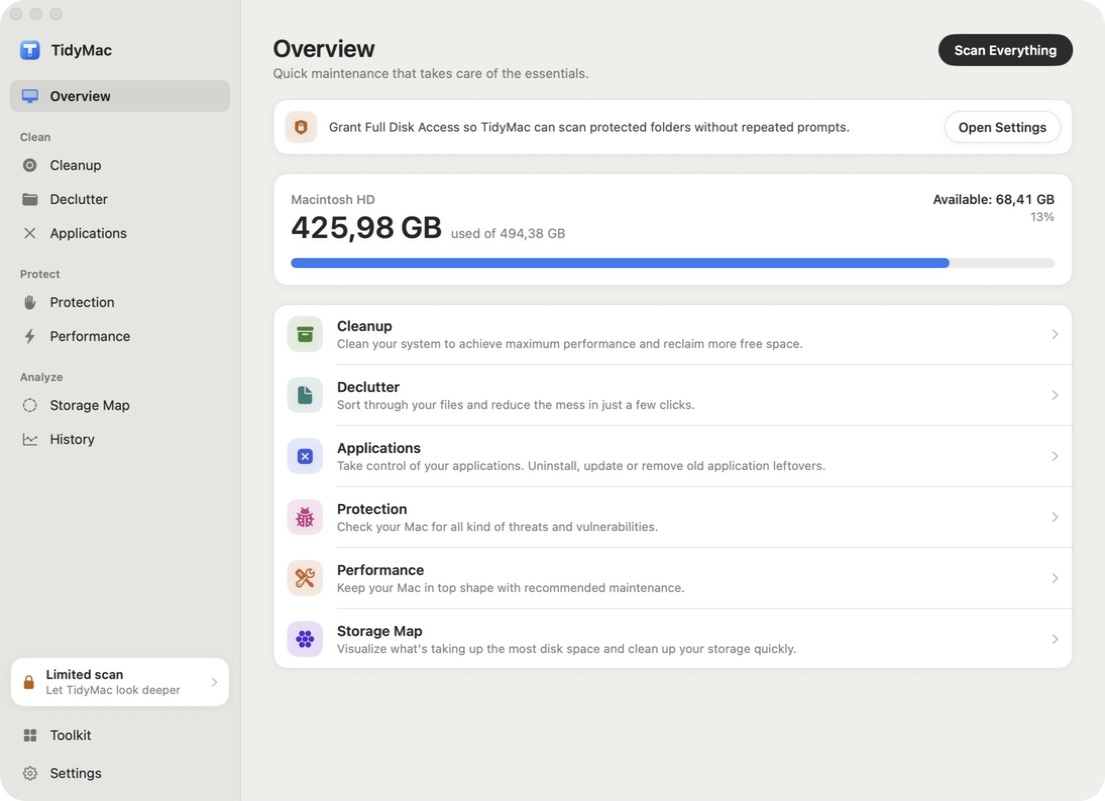 TidyMac
Overview
Clean
Cleanup
Declutter
Applications
Protect
Protection
Performance
Analyze
Storage Map
History
Limited scan
Let TidyMac look deeper
Toolkit
Settings
Overview
Quick maintenance that takes care of the essentials.
Scan Everything
Grant Full Disk Access so TidyMac can scan protected folders without repeated prompts.
Open Settings
Macintosh HD
425,98 GB used of 494,38 GB
Available: 68,41 GB
13%
Cleanup
Clean your system to achieve maximum performance and reclaim more free space.
Declutter
Sort through your files and reduce the mess in just a few clicks.
Applications
Take control of your applications. Uninstall, update or remove old application leftovers.
Protection
Check your Mac for all kind of threats and vulnerabilities.
Performance
Keep your Mac in top shape with recommended maintenance.
Storage Map
Visualize what's taking up the most disk space and clean up your storage quickly.